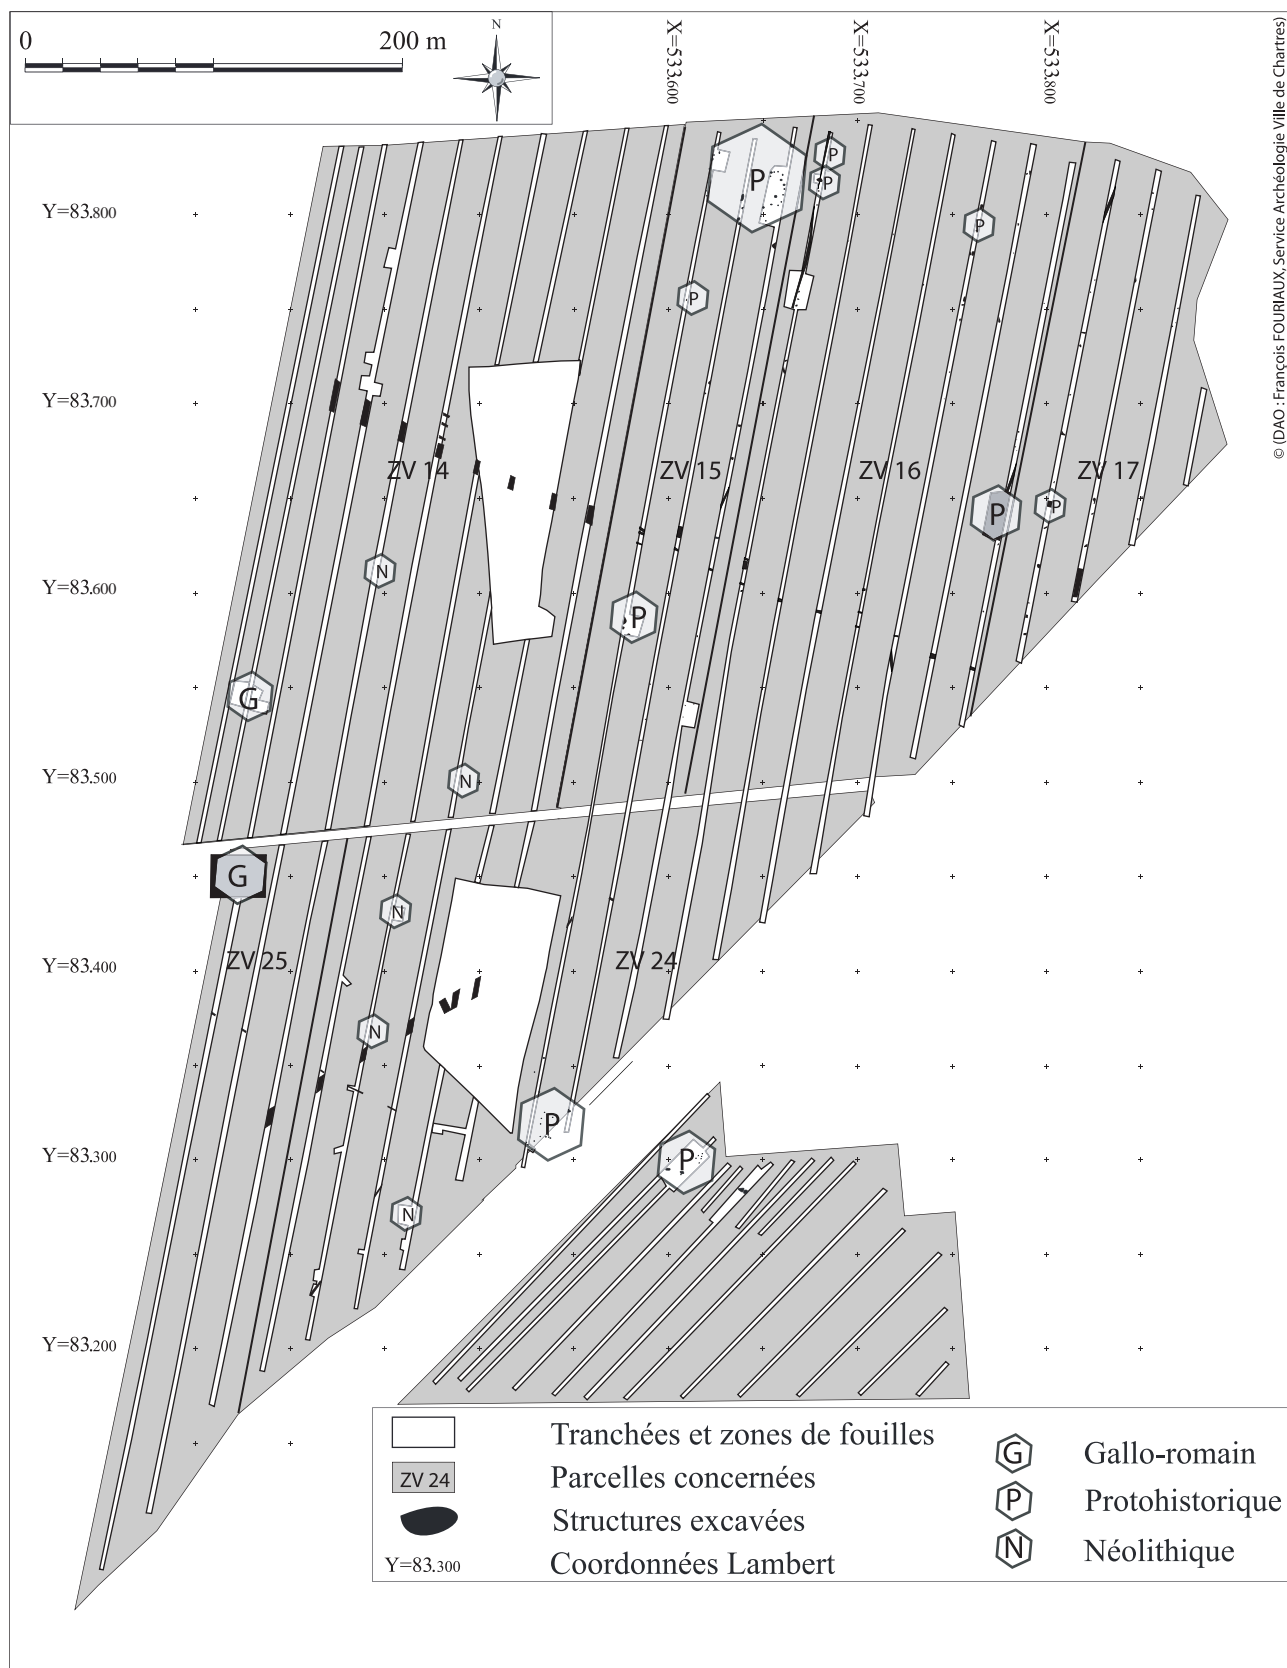 0 200 m
N
X=533.600
X=533.700
X=533.800
© (DAO : François FOURIAUX, Service Archéologie Ville de Chartres)
P
P
P
Y=83.800
P
P
Y=83.700
ZV 14
ZV 15
ZV 16
ZV 17
P
P
N
Y=83.600
P
G
Y=83.500
N
G
N
Y=83.400
ZV 25
ZV 24
N
P
Y=83.300
P
N
Y=83.200
Tranchées et zones de fouilles
ZV 24 Parcelles concernées
Structures excavées
Y=83.300 Coordonnées Lambert
G Gallo-romain
P Protohistorique
N Néolithique